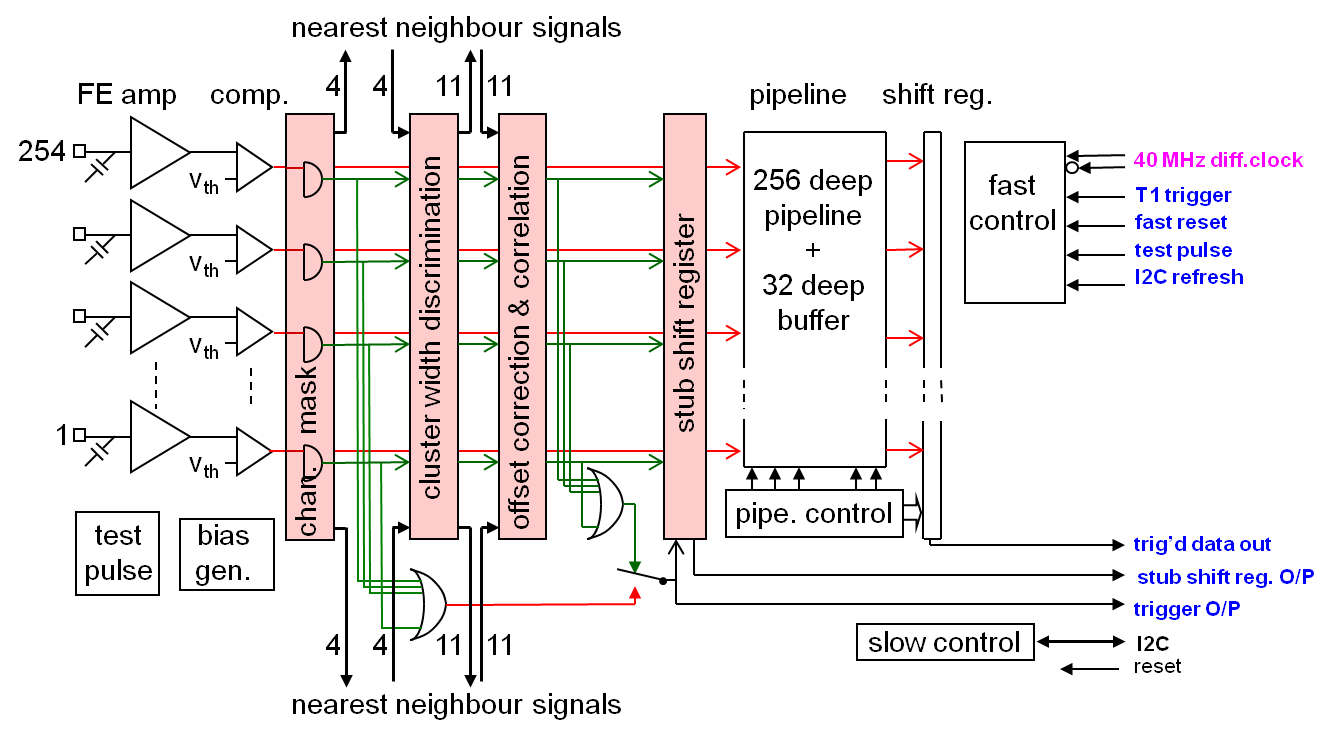 nearest neighbour signals
4
4
11
11
FE amp
comp.
pipeline
shift reg.
254
Vth
Vth
Vth
1
Vth
chan. mask
cluster width discrimination
offset correction & correlation
stub shift register
256 deep
pipeline
+
32 deep
buffer
fast
control
40 MHz diff.clock
T1 trigger
fast reset
test pulse
I2C refresh
pipe. control
test
pulse
bias
gen.
trig’d data out
stub shift reg. O/P
trigger O/P
slow control
I2C
reset
4
4
11
11
nearest neighbour signals